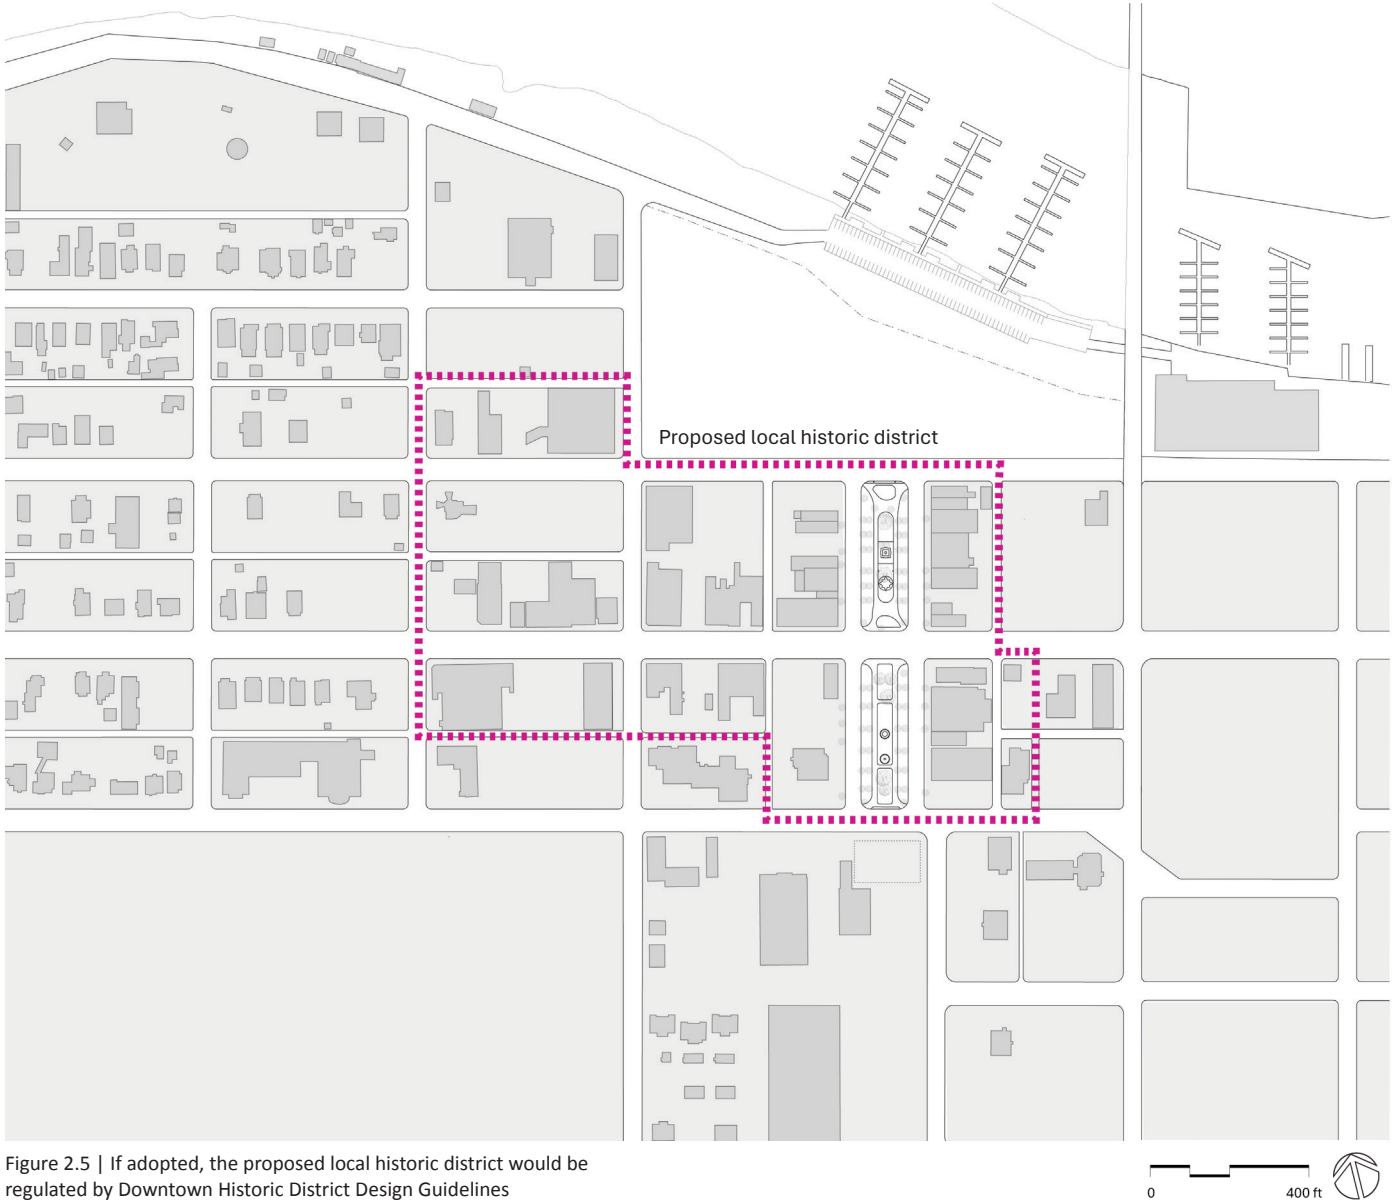 Proposed local historic district
Figure 2.5 | If adopted, the proposed local historic district would be
regulated by Downtown Historic District Design Guidelines
0
400 ft